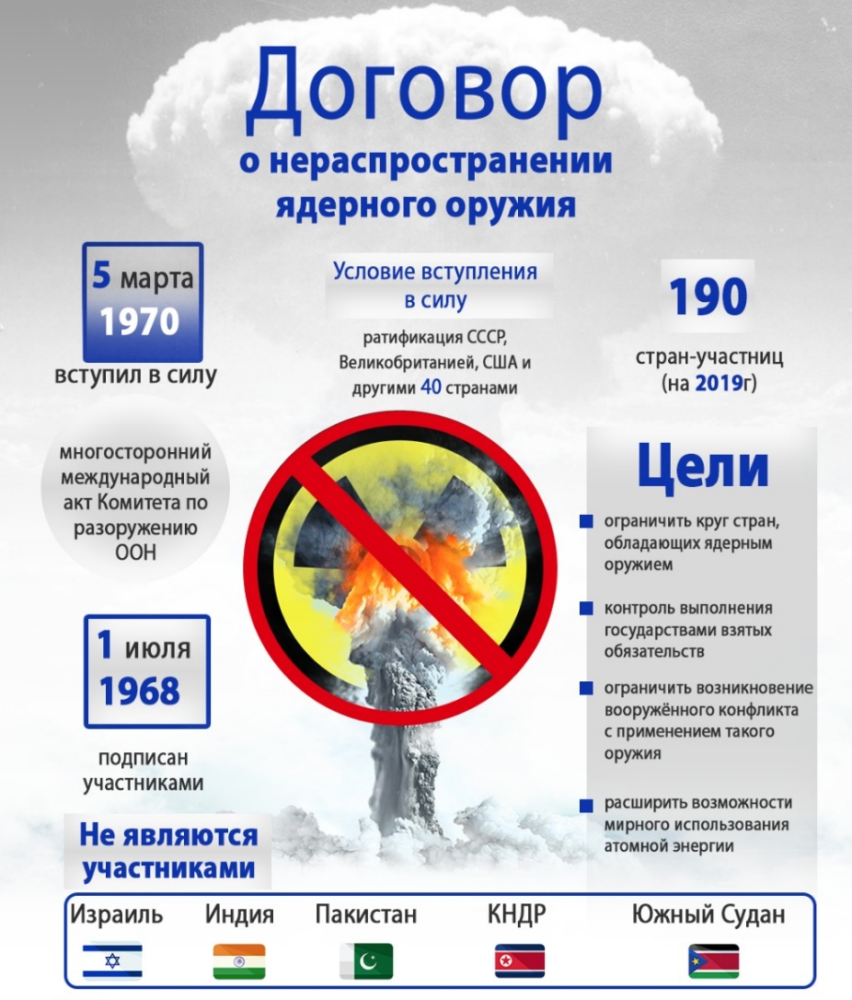 Договор
о нераспространении
ядерного оружия
5 марта
1970
вступил в силу
Условие вступления
в силу
ратификация СССР,
Великобританией, США и
другими 40 странами
190
стран-участниц
(на 2019г)
многосторонний
международный
акт Комитета по
разоружению
ООН
1 июля
1968
подписан
участниками
Цели
ограничить круг стран,
обладающих ядерным
оружием
контроль выполнения
государствами взятых
обязательств
ограничить возникновение
вооружённого конфликта
с применением такого
оружия
расширить возможности
мирного использования
атомной энергии
Не являются
участниками
Израиль Индия Пакистан КНДР Южный Судан